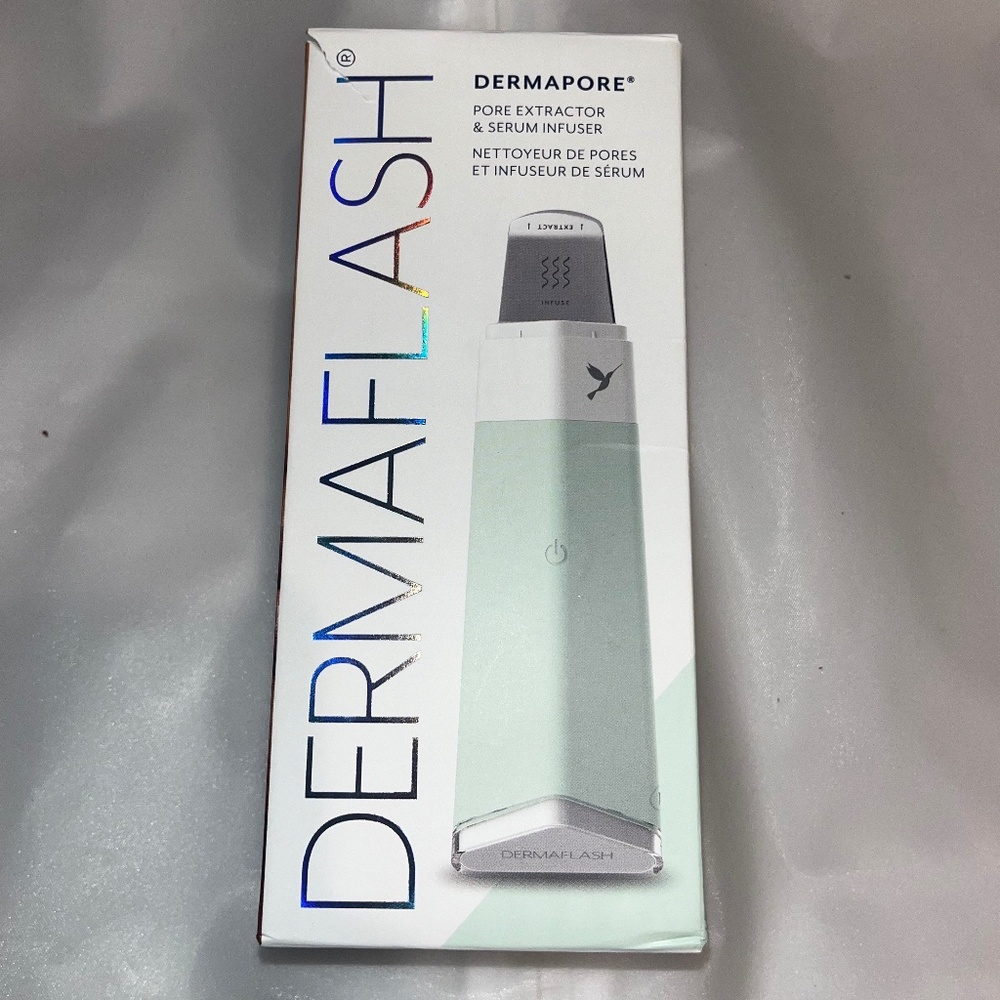 DERMAFLASH®
DERMAPORE®
PORE EXTRACTOR
& SERUM INFUSER
NETTOYEUR DE PORES
ET INFUSEUR DE SÉRUM
↓ EXTRACT ↓
INFUSE
DERMAFLASH